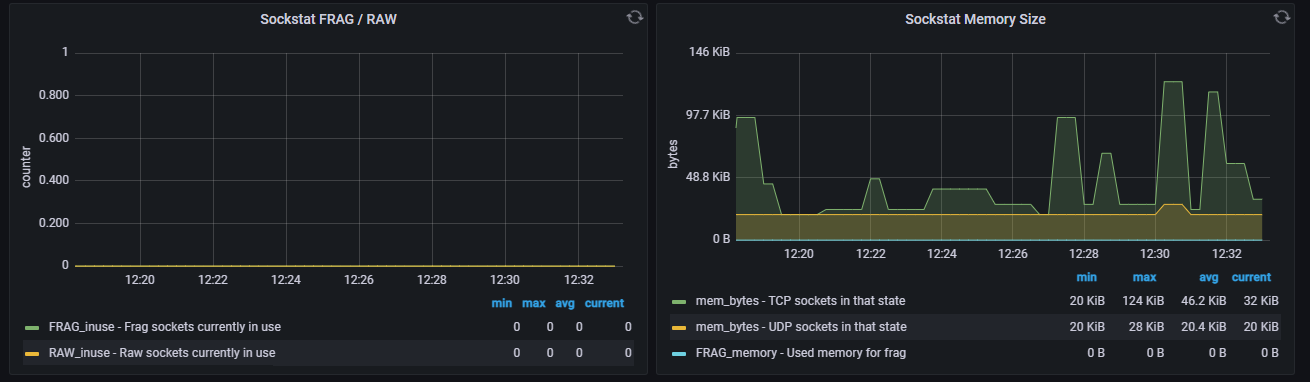 Sockstat FRAG / RAW
counter
1
0.800
0.600
0.400
0.200
0
12:20 12:22 12:24 12:26 12:28 12:30 12:32
min max avg current
FRAG_inuse - Frag sockets currently in use 0 0 0 0
RAW_inuse - Raw sockets currently in use 0 0 0 0
Sockstat Memory Size
bytes
146 KiB
97.7 KiB
48.8 KiB
0 B
12:20 12:22 12:24 12:26 12:28 12:30 12:32
min max avg current
mem_bytes - TCP sockets in that state 20 KiB 124 KiB 46.2 KiB 32 KiB
mem_bytes - UDP sockets in that state 20 KiB 28 KiB 20.4 KiB 20 KiB
FRAG_memory - Used memory for frag 0 B 0 B 0 B 0 B